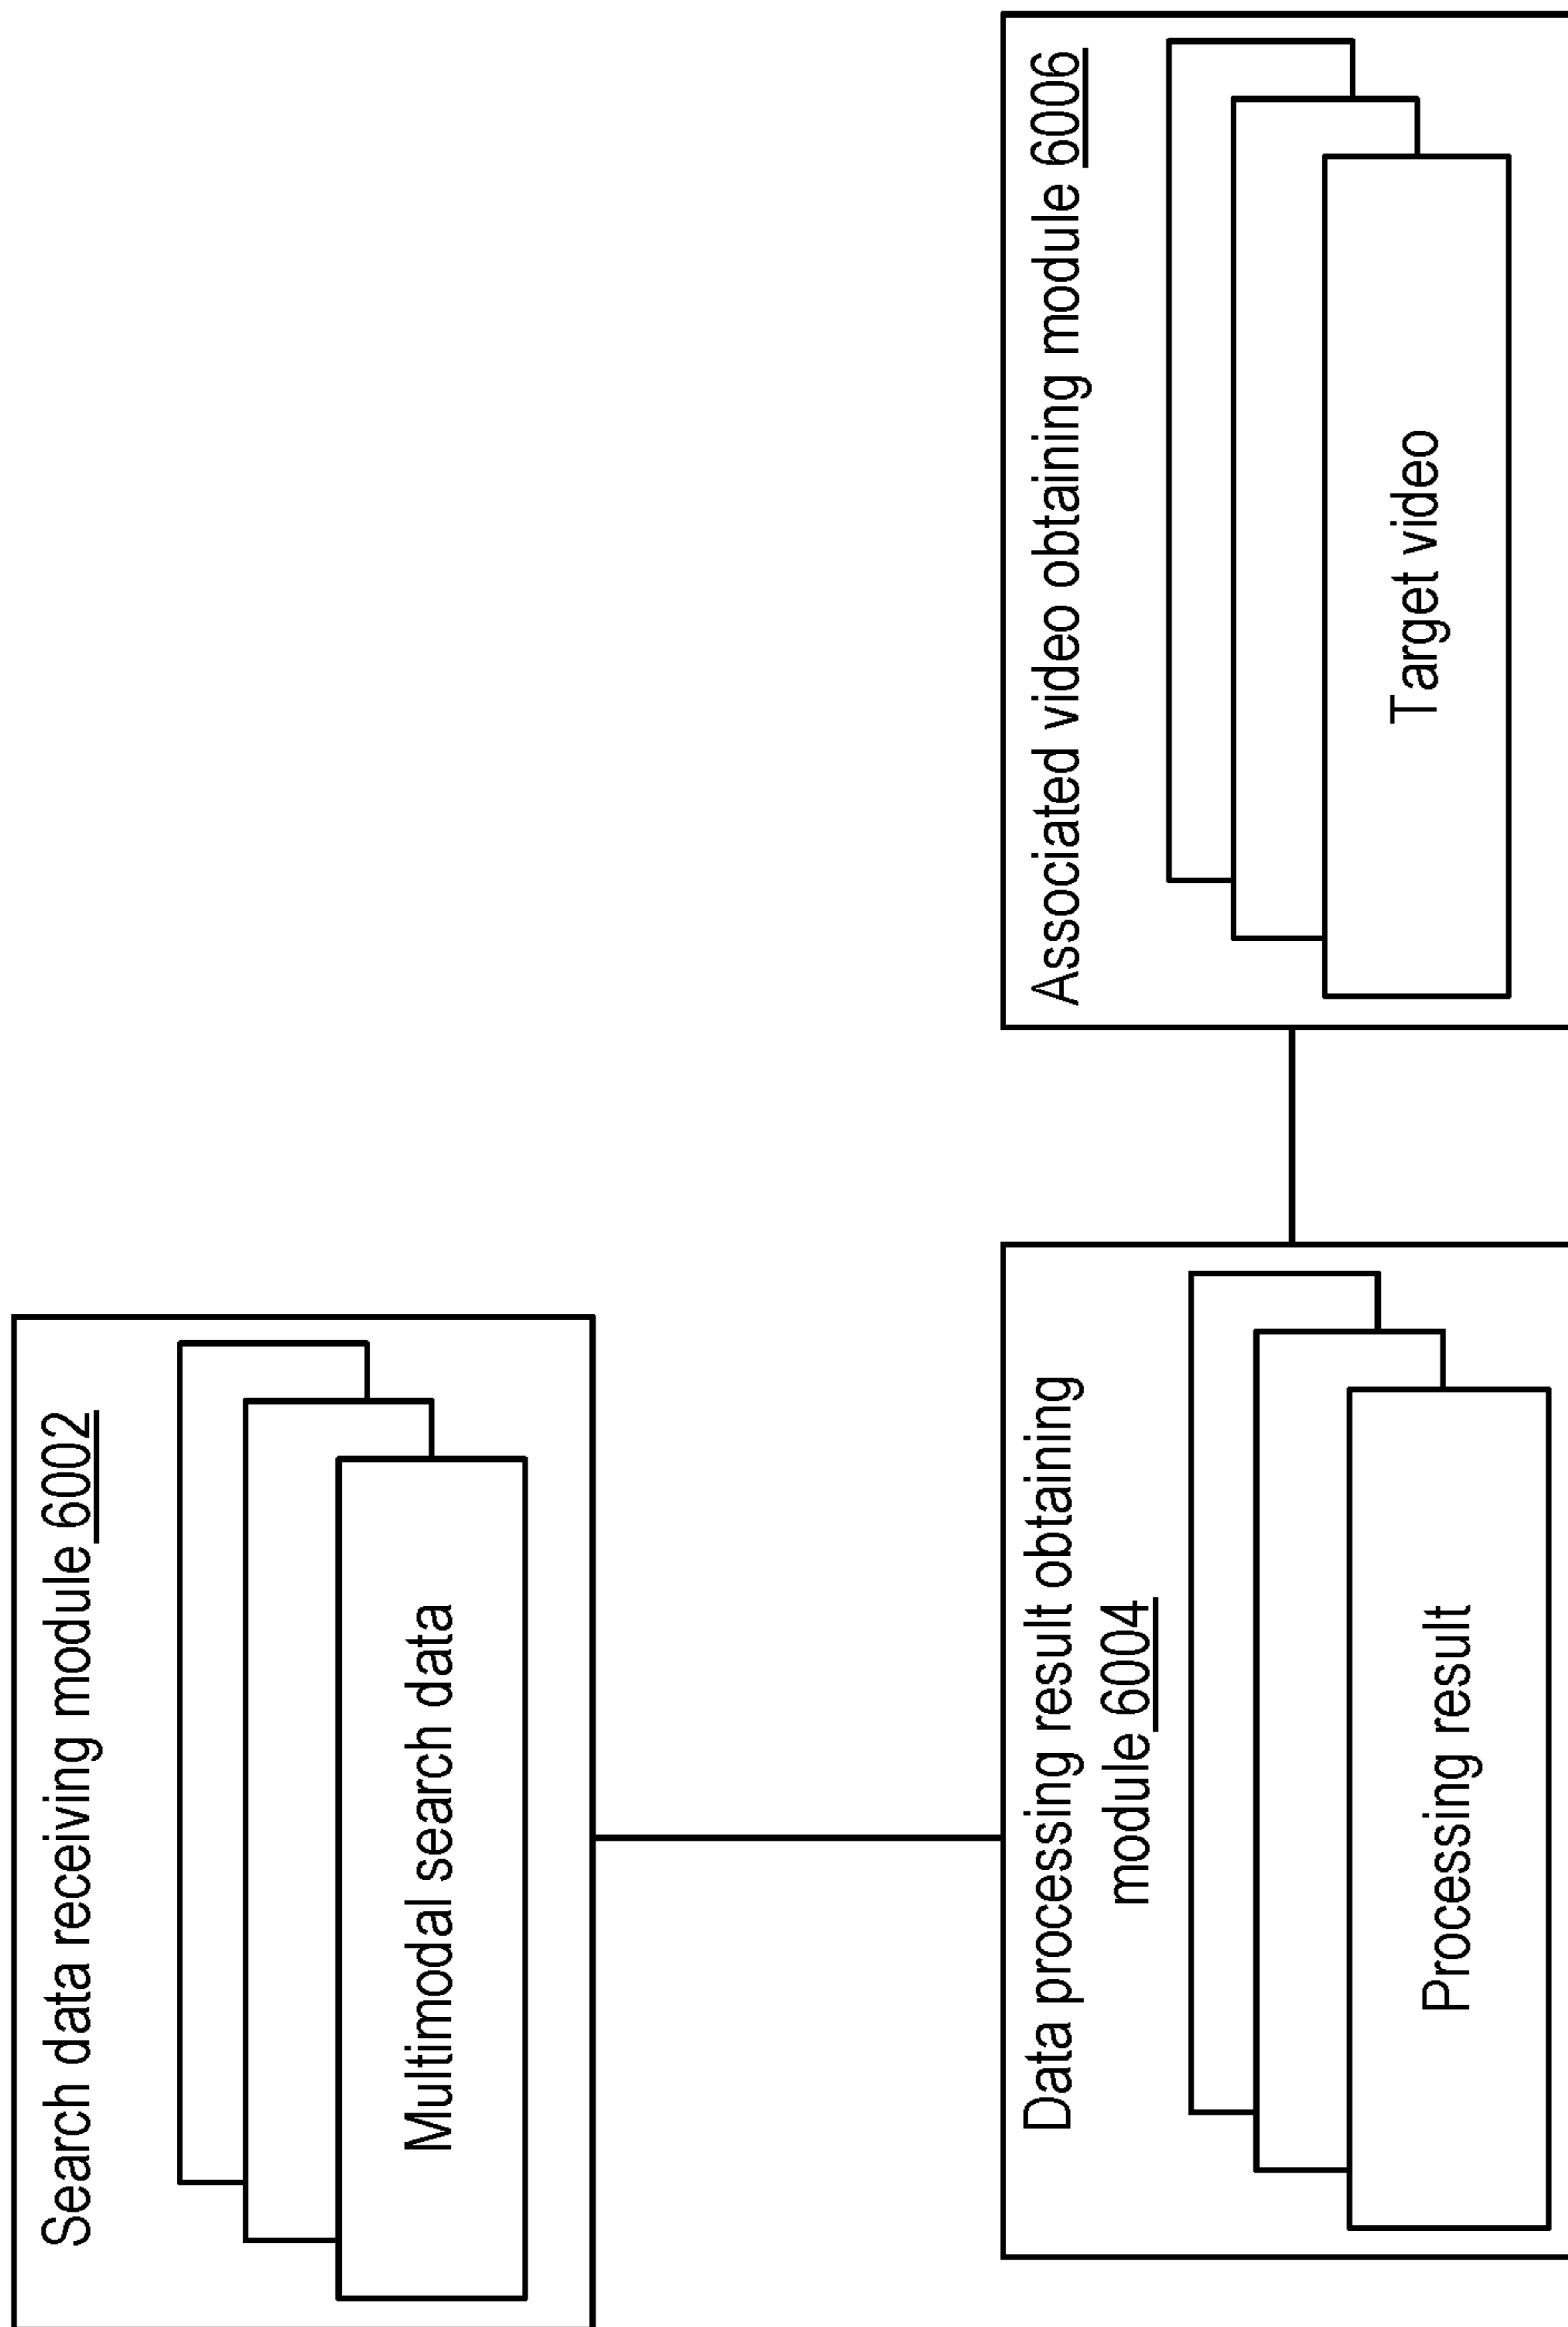 Search data receiving module 6002
Multimodal search data
Data processing result obtaining
module 6004
Processing result
Associated video obtaining module 6006
Target video